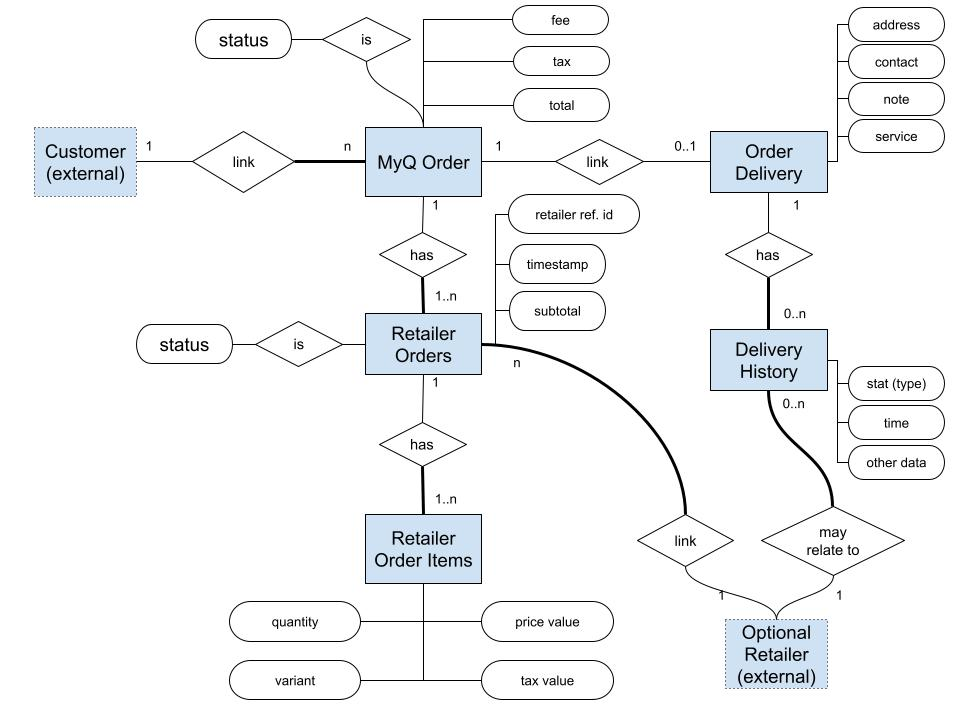 fee
address
status
is
tax
contact
total
note
service
1
n
1
0..1
Customer
(external)
link
MyQ Order
link
Order
Delivery
1
1
retailer ref. id
has
has
timestamp
1..n
subtotal
0..n
status
is
Retailer
Orders
Delivery
History
n
1
stat (type)
0..n
time
has
other data
1..n
Retailer
Order Items
link
may
relate to
1
1
quantity
price value
Optional
Retailer
(external)
variant
tax value